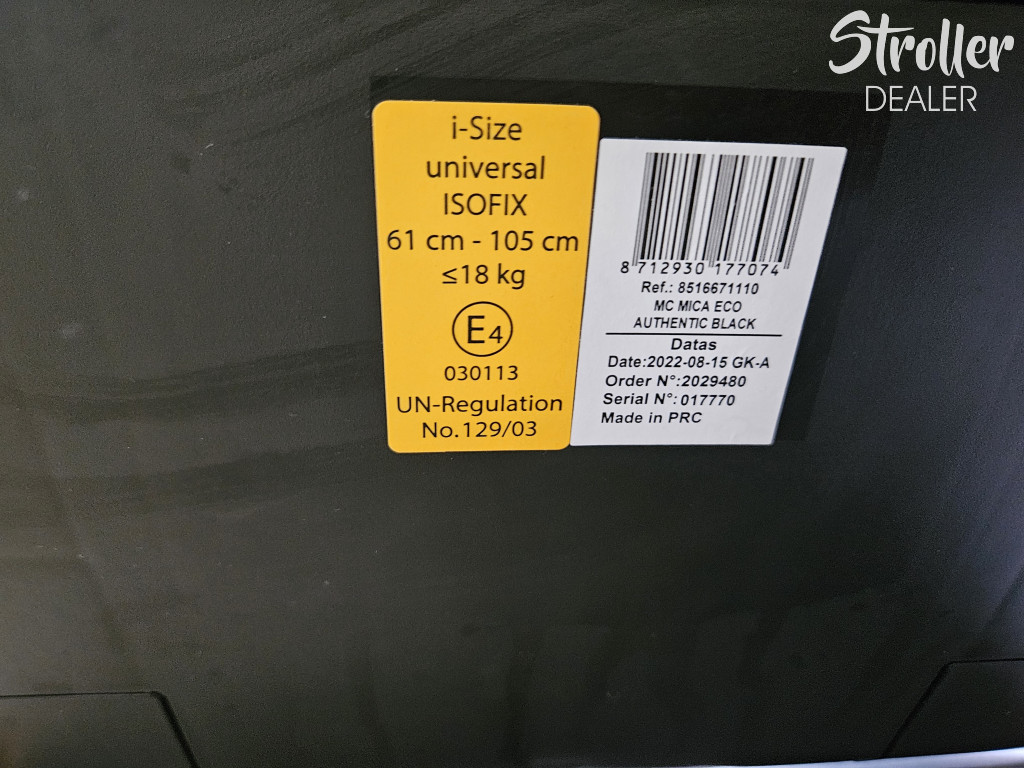 Stroller
DEALER
i-Size
universal
ISOFIX
61 cm - 105 cm
≤18 kg
E4
030113
UN-Regulation
No.129/03
8 712930 177074
Ref.: 8516671110
MC MICA ECO
AUTHENTIC BLACK
Datas
Date:2022-08-15 GK-A
Order N°:2029480
Serial N°: 017770
Made in PRC